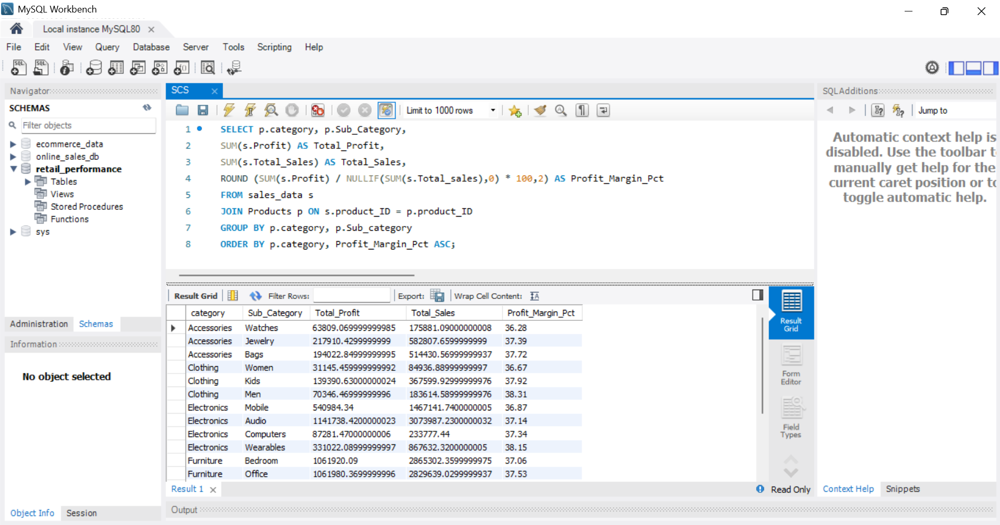 MySQL Workbench
Local instance MySQL80
File Edit View Query Database Server Tools Scripting Help
Navigator
SCHEMAS
Filter objects
ecommerce_data
online_sales_db
retail_performance
Tables
Views
Stored Procedures
Functions
sys
Administration Schemas
Information
No object selected
Object Info Session
SCS
Limit to 1000 rows
1 SELECT p.category, p.Sub_Category,
2 SUM(s.Profit) AS Total_Profit,
3 SUM(s.Total_Sales) AS Total_Sales,
4 ROUND (SUM(s.Profit) / NULLIF(SUM(s.Total_sales),0) * 100,2) AS Profit_Margin_Pct
5 FROM sales_data s
6 JOIN Products p ON s.product_ID = p.product_ID
7 GROUP BY p.category, p.Sub_category
8 ORDER BY p.category, Profit_Margin_Pct ASC;
Result Grid Filter Rows: Export: Wrap Cell Content:
category Sub_Category Total_Profit Total_Sales Profit_Margin_Pct
Accessories Watches 63809.069999999985 175881.09000000008 36.28
Accessories Jewelry 217910.4299999999 582807.6599999999 37.39
Accessories Bags 194022.84999999995 514430.56999999937 37.72
Clothing Women 31145.459999999992 84936.88999999997 36.67
Clothing Kids 139390.63000000024 367599.92999999976 37.92
Clothing Men 70346.46999999996 183614.58999999976 38.31
Electronics Mobile 540984.34 1467141.7400000005 36.87
Electronics Audio 1141738.4200000023 3073987.2300000032 37.14
Electronics Computers 87281.47000000006 233777.44 37.34
Electronics Wearables 331022.08999999997 867632.3200000005 38.15
Furniture Bedroom 1061920.09 2865302.3599999975 37.06
Furniture Office 1061980.3699999996 2829639.0299999937 37.53
Result Grid
Form Editor
Field Types
Result 1
Read Only
Output
SQLAdditions
Jump to
Automatic context help is
disabled. Use the toolbar t
manually get help for the
current caret position or to
toggle automatic help.
Context Help Snippets